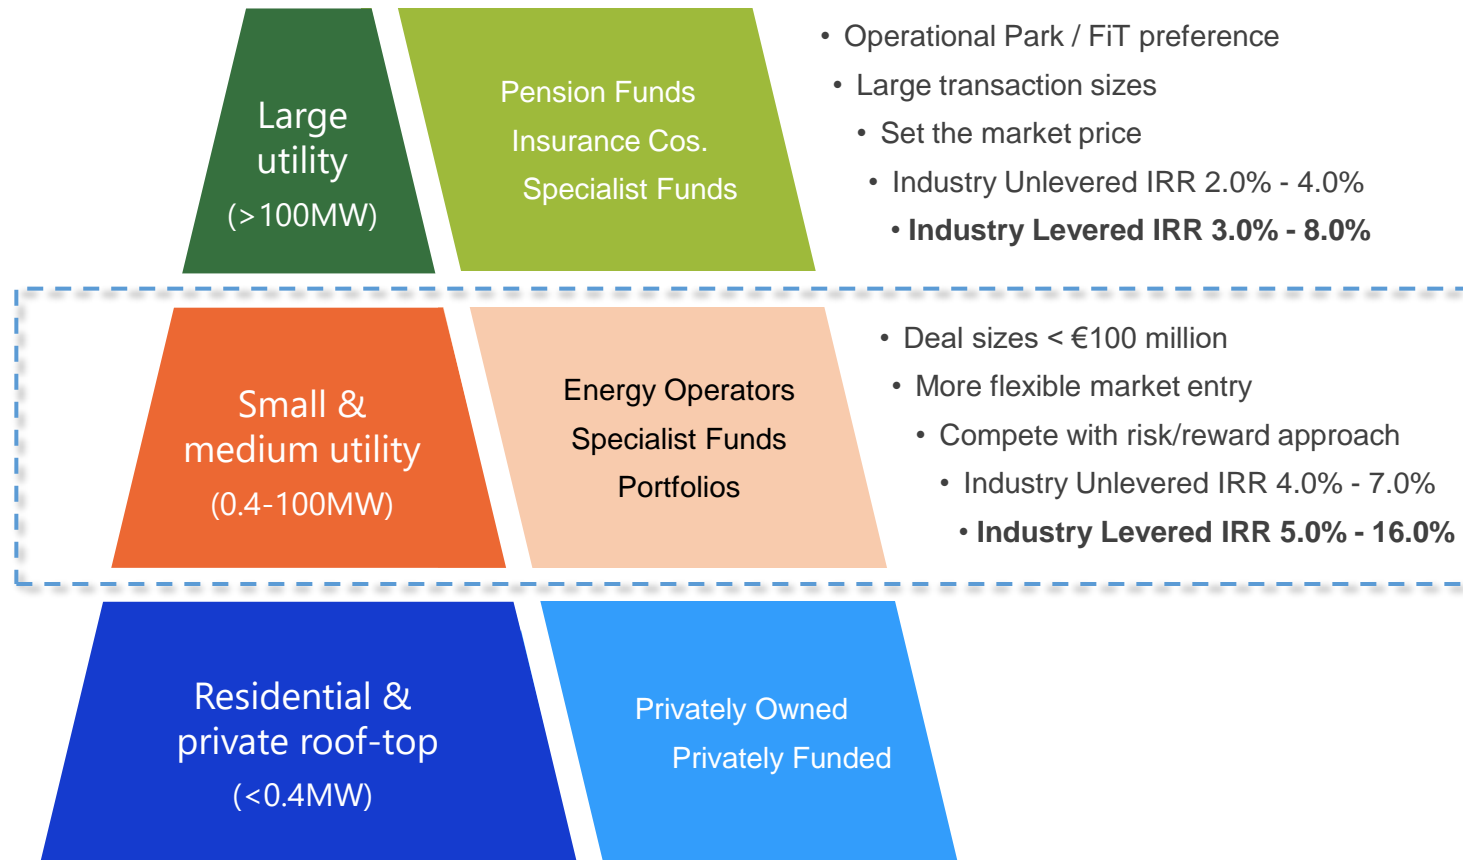 Large
utility
(>100MW)
Pension Funds
Insurance Cos.
Specialist Funds
• Operational Park / FiT preference
• Large transaction sizes
• Set the market price
• Industry Unlevered IRR 2.0% - 4.0%
• Industry Levered IRR 3.0% - 8.0%
Small &
medium utility
(0.4-100MW)
Energy Operators
Specialist Funds
Portfolios
• Deal sizes < €100 million
• More flexible market entry
• Compete with risk/reward approach
• Industry Unlevered IRR 4.0% - 7.0%
• Industry Levered IRR 5.0% - 16.0%
Residential &
private roof-top
(<0.4MW)
Privately Owned
Privately Funded